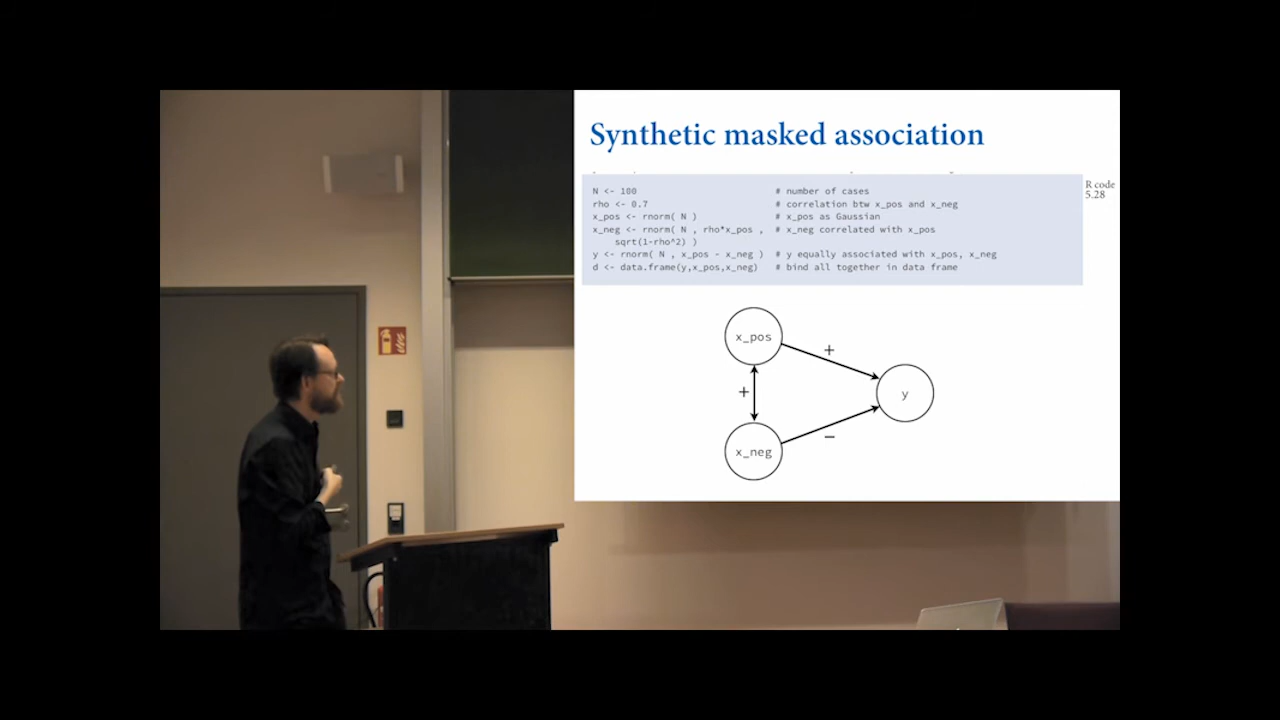 Synthetic masked association
R code
5.28
N <- 100 # number of cases
rho <- 0.7 # correlation btw x_pos and x_neg
x_pos <- rnorm( N ) # x_pos as Gaussian
x_neg <- rnorm( N , rho*x_pos , # x_neg correlated with x_pos
sqrt(1-rho^2) )
y <- rnorm( N , x_pos - x_neg ) # y equally associated with x_pos, x_neg
d <- data.frame(y,x_pos,x_neg) # bind all together in data frame
x_pos
+
+
y
x_neg
−